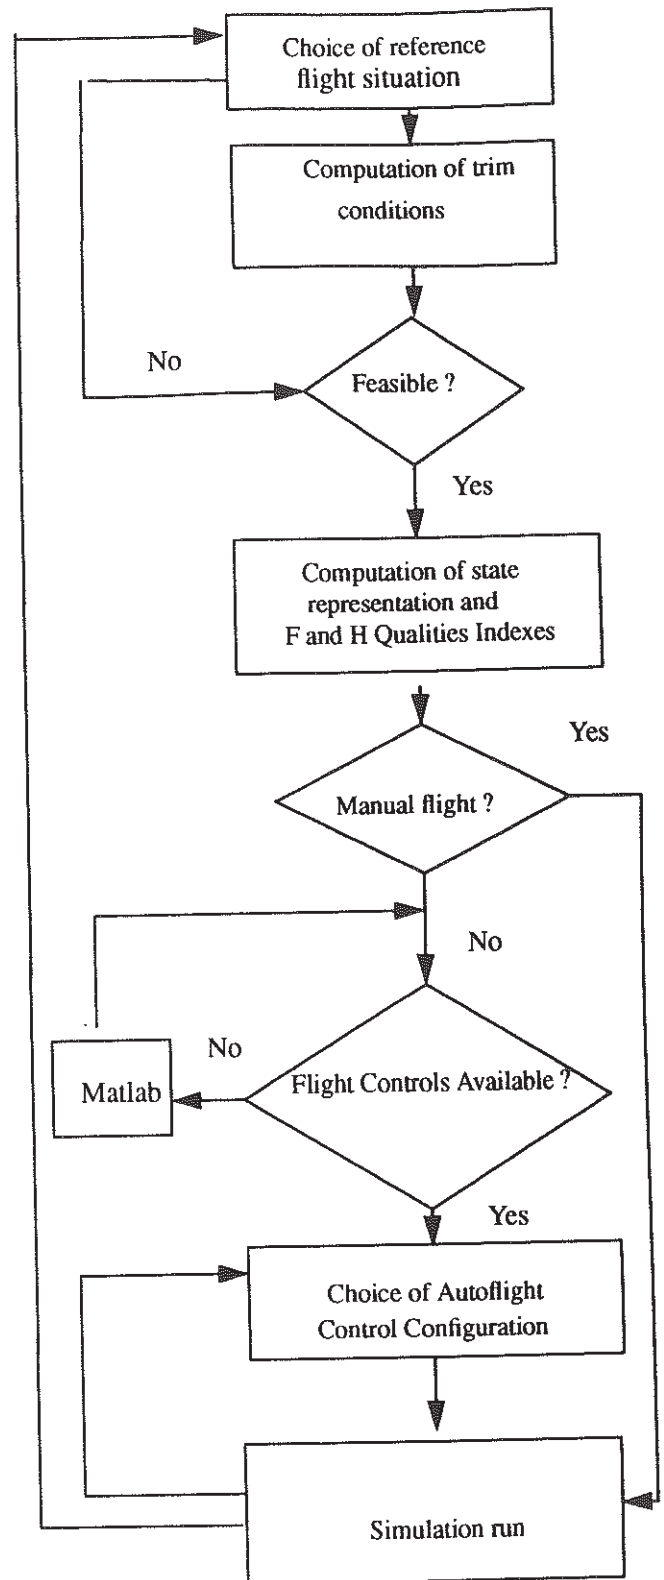 Choice of reference
flight situation
Computation of trim
conditions
No
Feasible ?
Yes
Computation of state
representation and
F and H Qualities Indexes
Yes
Manual flight ?
No
No
Matlab
Flight Controls Available ?
Yes
Choice of Autoflight
Control Configuration
Simulation run